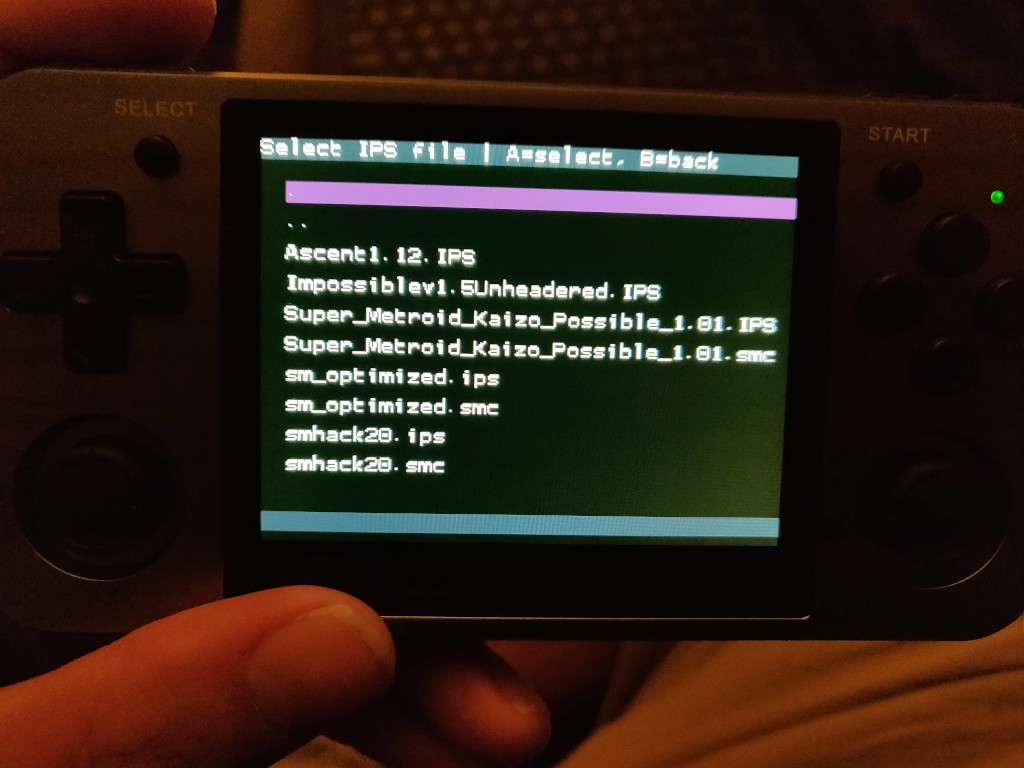 SELECT
START
Select IPS file | A=select, B=back
.
..
Ascent1.12.IPS
Impossiblev1.5Unheadered.IPS
Super_Metroid_Kaizo_Possible_1.01.IPS
Super_Metroid_Kaizo_Possible_1.01.smc
sm_optimized.ips
sm_optimized.smc
smhack20.ips
smhack20.smc